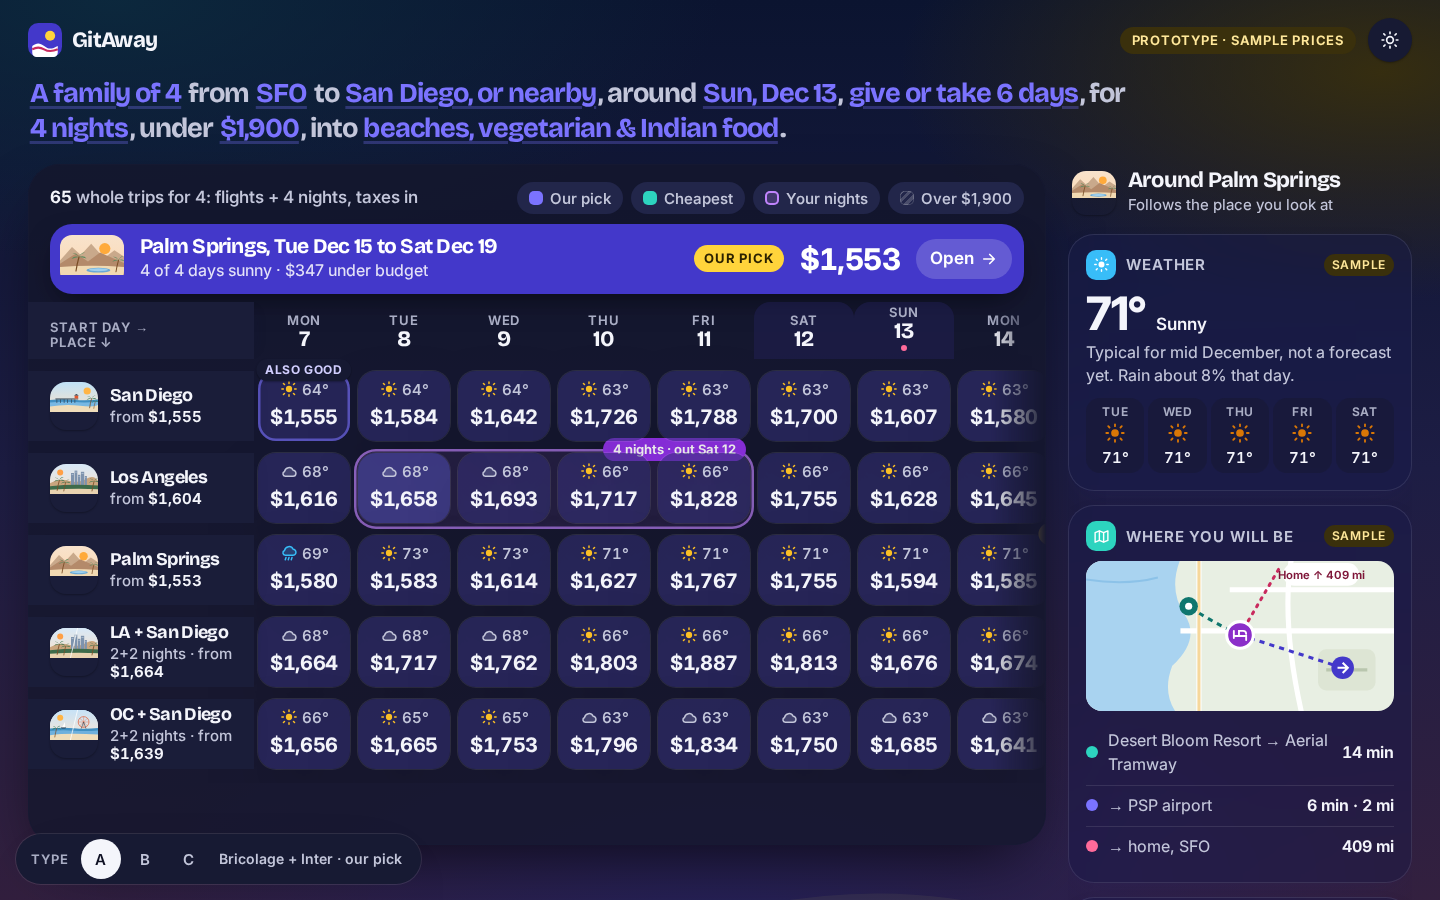 GitAway
PROTOTYPE · SAMPLE PRICES
A family of 4 from SFO to San Diego, or nearby, around Sun, Dec 13, give or take 6 days, for
4 nights, under $1,900, into beaches, vegetarian & Indian food.
65 whole trips for 4: flights + 4 nights, taxes in
Our pick
Cheapest
Your nights
Over $1,900
Palm Springs, Tue Dec 15 to Sat Dec 19
4 of 4 days sunny · $347 under budget
OUR PICK
$1,553
Open →
START DAY →
PLACE ↓
MON 7
TUE 8
WED 9
THU 10
FRI 11
SAT 12
SUN 13
MON 14
ALSO GOOD
San Diego
from $1,555
64° 64° 64° 63° 63° 63° 63° 63°
$1,555 $1,584 $1,642 $1,726 $1,788 $1,700 $1,607 $1,580
4 nights · out Sat 12
Los Angeles
from $1,604
68° 68° 68° 66° 66° 66° 66° 66°
$1,616 $1,658 $1,693 $1,717 $1,828 $1,755 $1,628 $1,645
Palm Springs
from $1,553
69° 73° 73° 71° 71° 71° 71° 71°
$1,580 $1,583 $1,614 $1,627 $1,767 $1,755 $1,594 $1,585
LA + San Diego
2+2 nights · from
$1,664
68° 68° 68° 66° 66° 66° 66° 66°
$1,664 $1,717 $1,762 $1,803 $1,887 $1,813 $1,676 $1,674
OC + San Diego
2+2 nights · from
$1,639
66° 65° 65° 63° 63° 63° 63° 63°
$1,656 $1,665 $1,753 $1,796 $1,834 $1,750 $1,685 $1,641
TYPE
A
B
C
Bricolage + Inter · our pick
Around Palm Springs
Follows the place you look at
WEATHER
SAMPLE
71° Sunny
Typical for mid December, not a forecast
yet. Rain about 8% that day.
TUE WED THU FRI SAT
71° 71° 71° 71° 71°
WHERE YOU WILL BE
SAMPLE
Home ↑ 409 mi
Desert Bloom Resort → Aerial
Tramway
14 min
→ PSP airport
6 min · 2 mi
→ home, SFO
409 mi